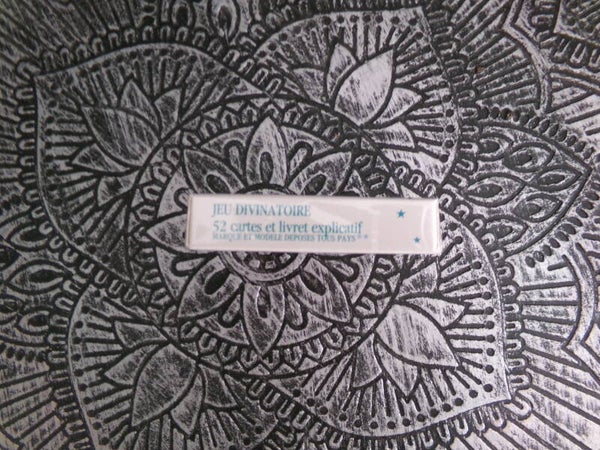 JEU DIVINATOIRE
52 cartes et livret explicatif
MARQUE ET MODELE DEPOSES TOUS PAYS